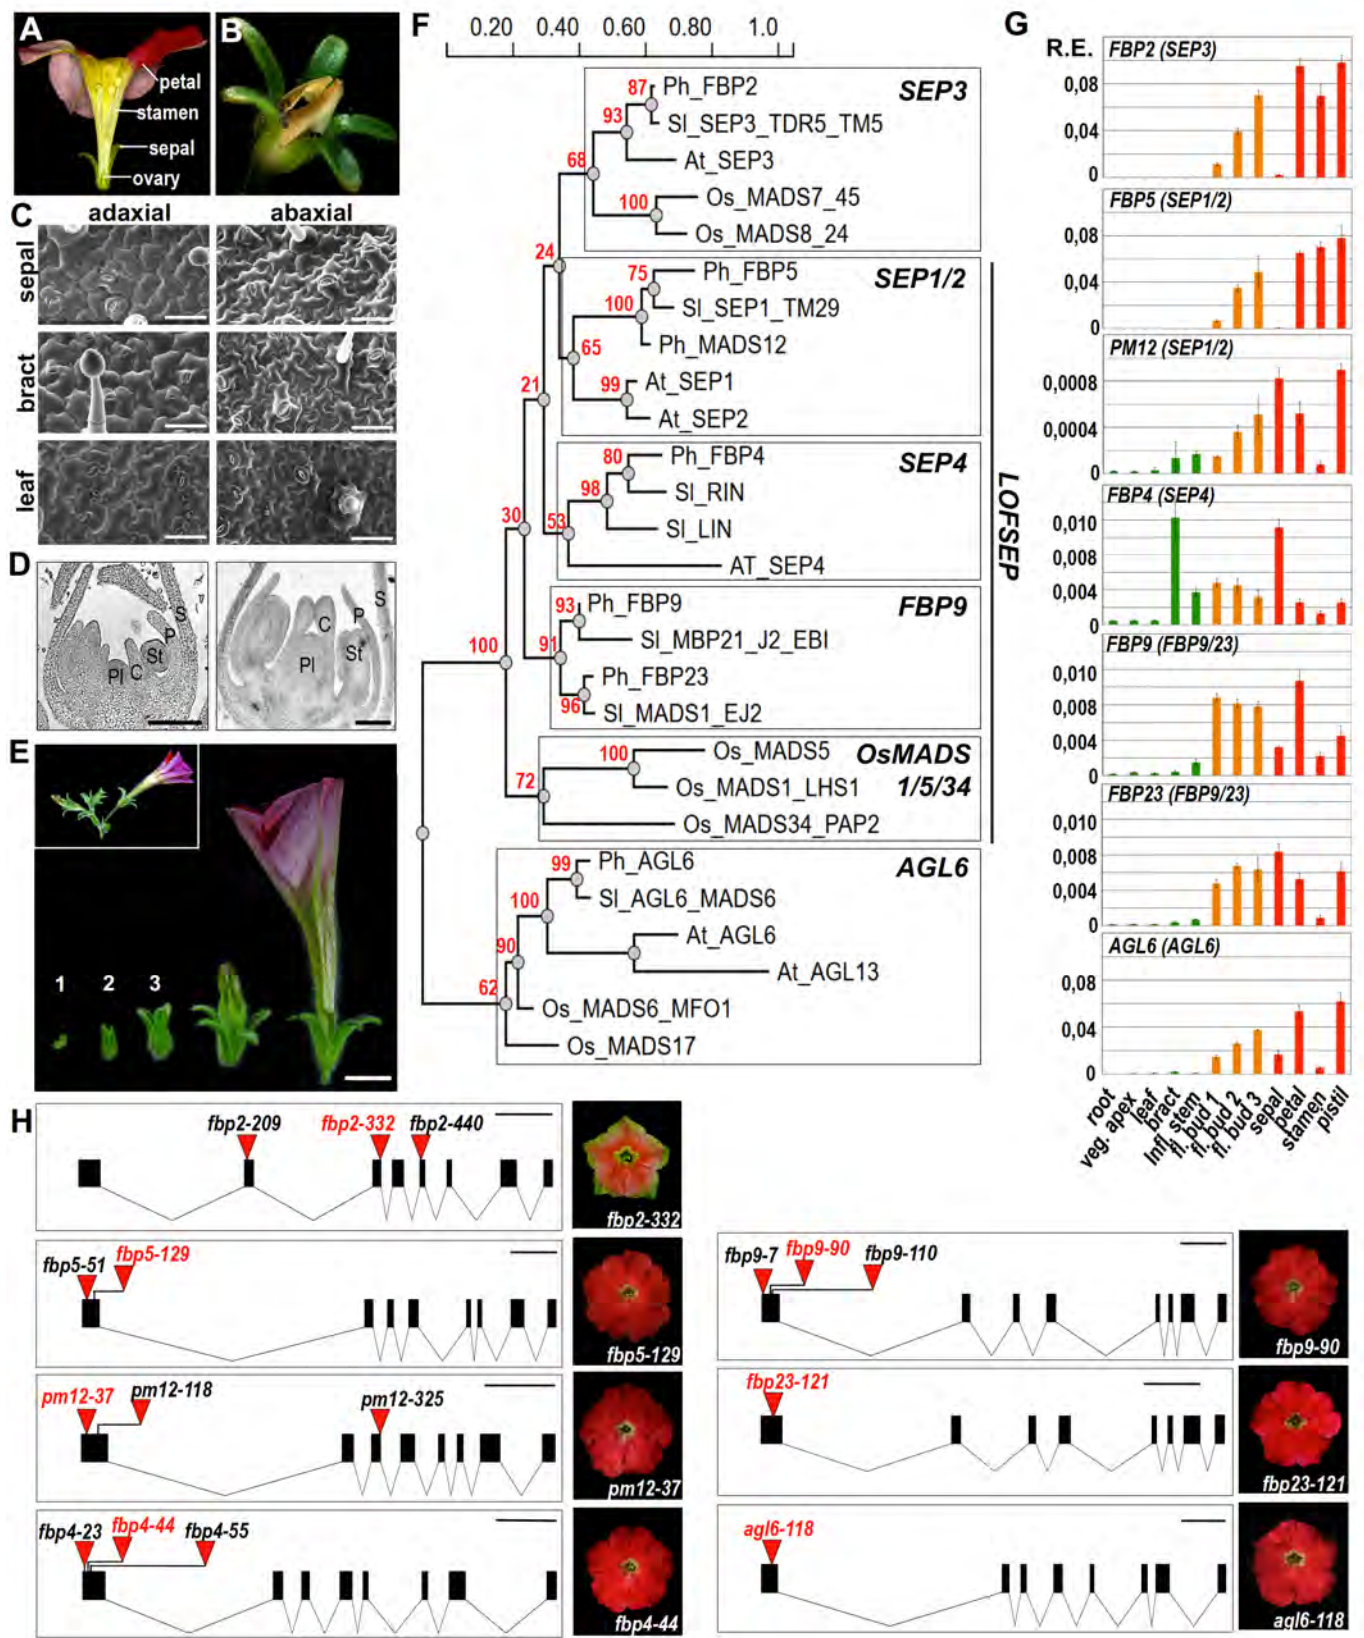 A
petal
stamen
sepal
ovary
B
C
adaxial
abaxial
sepal
bract
leaf
D
S
P
C
St
Pl
S
P
C
St
Pl
E
1
2
3
F
0.20
0.40
0.60
0.80
1.0
SEP3
87
Ph_FBP2
93
Sl_SEP3_TDR5_TM5
At_SEP3
68
100
Os_MADS7_45
Os_MADS8_24
24
SEP1/2
75
Ph_FBP5
100
Sl_SEP1_TM29
Ph_MADS12
65
99
At_SEP1
At_SEP2
21
SEP4
80
Ph_FBP4
98
Sl_RIN
Sl_LIN
53
AT_SEP4
30
FBP9
93
Ph_FBP9
Sl_MBP21_J2_EBI
91
Ph_FBP23
96
Sl_MADS1_EJ2
100
OsMADS
1/5/34
100
Os_MADS5
Os_MADS1_LHS1
72
Os_MADS34_PAP2
LOFSEP
AGL6
99
Ph_AGL6
100
Sl_AGL6_MADS6
At_AGL6
At_AGL13
90
Os_MADS6_MFO1
62
Os_MADS17
G
R.E.
FBP2 (SEP3)
0,08
0,04
0
FBP5 (SEP1/2)
0,08
0,04
0
PM12 (SEP1/2)
0,0008
0,0004
0
FBP4 (SEP4)
0,010
0,008
0,004
0
FBP9 (FBP9/23)
0,010
0,008
0,004
0
FBP23 (FBP9/23)
0,010
0,008
0,004
0
AGL6 (AGL6)
0,08
0,04
0
root
veg. apex
leaf
bract
Infl. stem
fl. bud 1
fl. bud 2
fl. bud 3
sepal
petal
stamen
pistil
H
fbp2-209
fbp2-332
fbp2-440
fbp2-332
fbp5-51
fbp5-129
fbp5-129
pm12-37
pm12-118
pm12-325
pm12-37
fbp4-23
fbp4-44
fbp4-55
fbp4-44
fbp9-7
fbp9-90
fbp9-110
fbp9-90
fbp23-121
fbp23-121
agl6-118
agl6-118